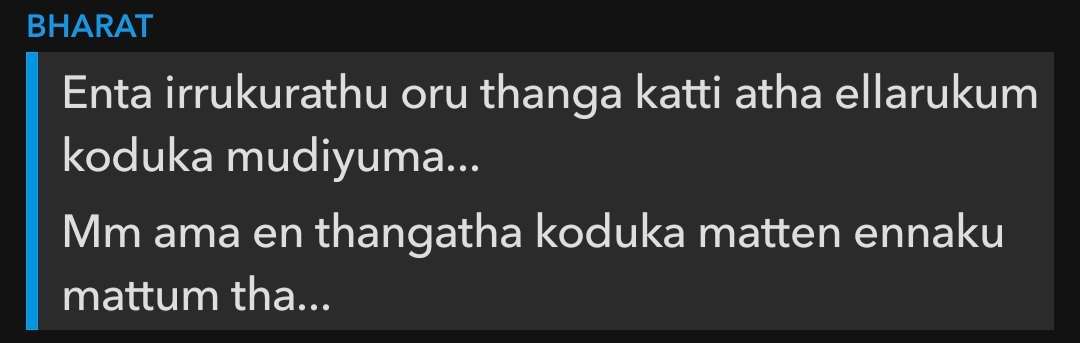 BHARAT
Enta irrukurathu oru thanga katti atha ellarukum
koduka mudiyuma...
Mm ama en thangatha koduka matten ennaku
mattum tha...